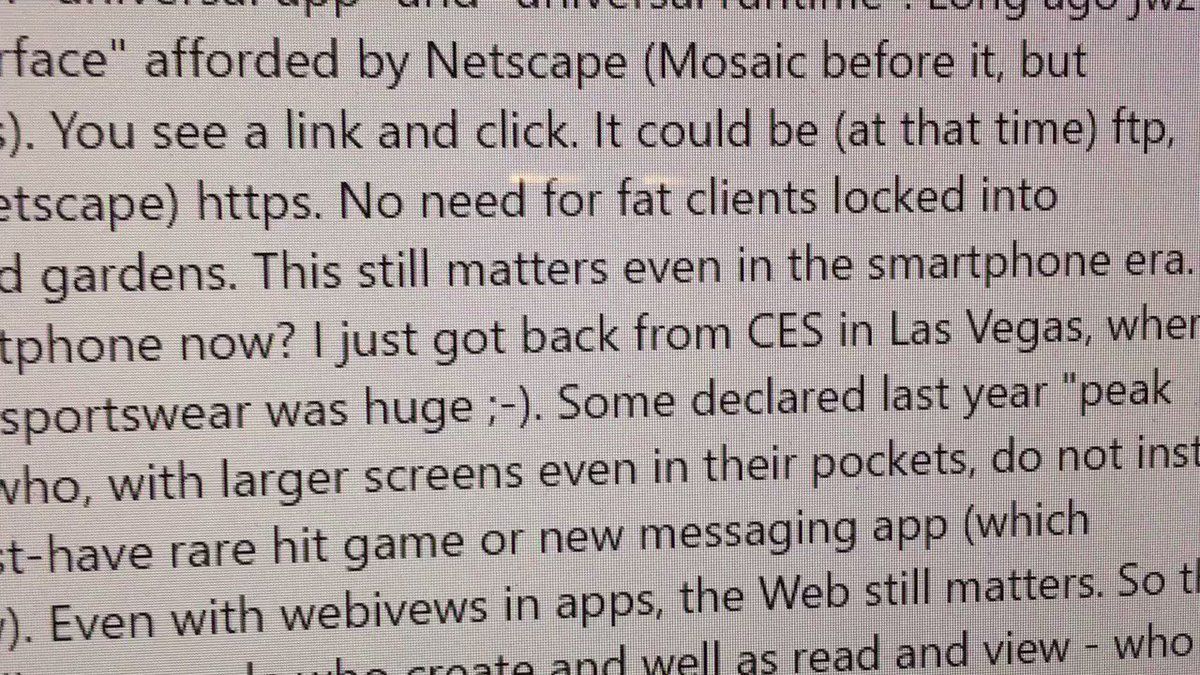 "universal app" and "universal runtime". Long ago jwz
rface" afforded by Netscape (Mosaic before it, but
s). You see a link and click. It could be (at that time) ftp,
etscape) https. No need for fat clients locked into
d gardens. This still matters even in the smartphone era.
tphone now? I just got back from CES in Las Vegas, wher
sportswear was huge ;-). Some declared last year "peak
who, with larger screens even in their pockets, do not inst
st-have rare hit game or new messaging app (which
). Even with webivews in apps, the Web still matters. So th
who create and well as read and view - who